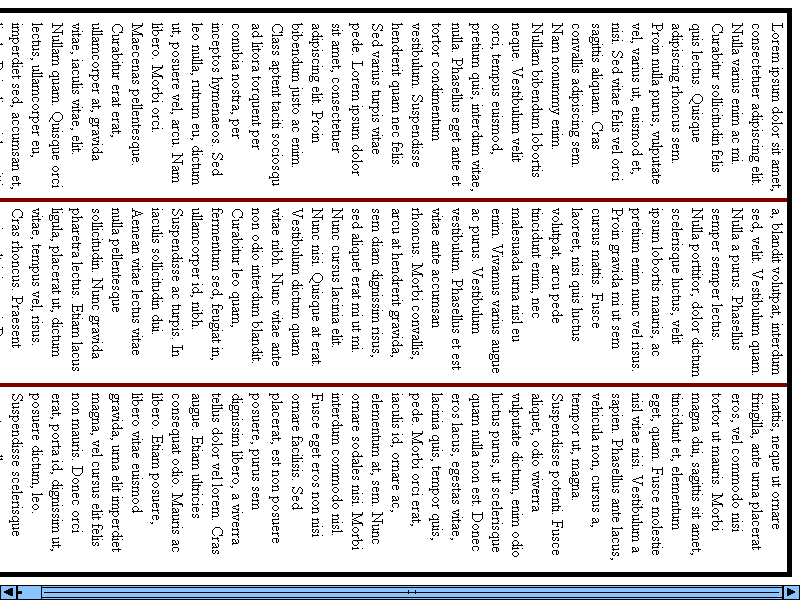 Lorem ipsum dolor sit amet,
consectetuer adipiscing elit.
Nulla varius enim ac mi.
Curabitur sollicitudin felis
quis lectus. Quisque
adipiscing rhoncus sem.
Proin nulla purus, vulputate
vel, varius ut, euismod et,
nisi. Sed vitae felis vel orci
sagittis aliquam. Cras
convallis adipiscing sem.
Nam nonummy enim.
Nullam bibendum lobortis
neque. Vestibulum velit
orci, tempus euismod,
pretium quis, interdum vitae,
nulla. Phasellus eget ante et
tortor condimentum
vestibulum. Suspendisse
hendrerit quam nec felis.
Sed varius turpis vitae
pede. Lorem ipsum dolor
sit amet, consectetuer
adipiscing elit. Proin
bibendum justo ac enim.
Class aptent taciti sociosqu
ad litora torquent per
conubia nostra, per
inceptos hymenaeos. Sed
leo nulla, rutrum eu, dictum
ut, posuere vel, arcu. Nam
libero. Morbi orci.
Maecenas pellentesque.
Curabitur erat erat,
ullamcorper at, gravida
vitae, iaculis vitae, elit.
Nullam quam. Quisque orci
lectus, ullamcorper eu,
imperdiet sed, accumsan et,
a, blandit volutpat, interdum
sed, velit. Vestibulum quam.
Nulla a purus. Phasellus
semper semper lectus.
Nulla porttitor, dolor dictum
scelerisque luctus, velit
ipsum lobortis mauris, ac
pretium enim nunc vel risus.
Proin gravida mi ut sem
cursus mattis. Fusce
laoreet, nisi quis luctus
volutpat, arcu pede
tincidunt enim, nec
malesuada urna nisl eu
enim. Vivamus varius augue
ac purus. Vestibulum
vestibulum. Phasellus et est
vitae ante accumsan
rhoncus. Morbi convallis,
arcu at hendrerit gravida,
sem diam dignissim risus,
sed aliquet erat mi ut mi.
Nunc cursus lacinia elit.
Nunc nisi. Quisque at erat.
Vestibulum dictum quam
vitae nibh. Nunc vitae ante
non odio interdum blandit.
Curabitur leo quam,
fermentum sed, feugiat in,
ullamcorper id, nibh.
Suspendisse ac turpis. In
iaculis sollicitudin dui.
Aenean vitae lectus vitae
nulla pellentesque
sollicitudin. Nunc gravida
pharetra lectus. Etiam lacus
ligula, placerat ut, dictum
vitae, tempus vel, risus.
Cras rhoncus. Praesent
mattis, neque ut ornare
fringilla, ante urna placerat
eros, vel commodo nisi
tortor ut mauris. Morbi
magna dui, sagittis sit amet,
tincidunt et, elementum
eget, quam. Fusce molestie
nisl vitae nisi. Vestibulum a
sapien. Phasellus ante lacus,
vehicula non, cursus a,
tempor ut, magna.
Suspendisse potenti. Fusce
aliquet, odio viverra
vulputate dictum, enim odio
luctus purus, ut scelerisque
quam nulla non est. Donec
eros lacus, egestas vitae,
lacinia quis, tempor quis,
pede. Morbi orci erat,
iaculis id, ornare ac,
elementum at, sem. Nunc
ornare sodales nisi. Morbi
interdum commodo nisl.
Fusce eget eros non nisi
ornare facilisis. Sed
placerat, est non posuere
posuere, purus sem
dignissim libero, a viverra
tellus dolor vel lorem. Cras
augue. Etiam ultricies
consequat odio. Mauris ac
libero. Etiam posuere,
libero vitae euismod
gravida, urna elit imperdiet
magna, vel cursus elit felis
non mauris. Donec orci
erat, porta id, dignissim ut,
posuere dictum, leo.
Suspendisse scelerisque